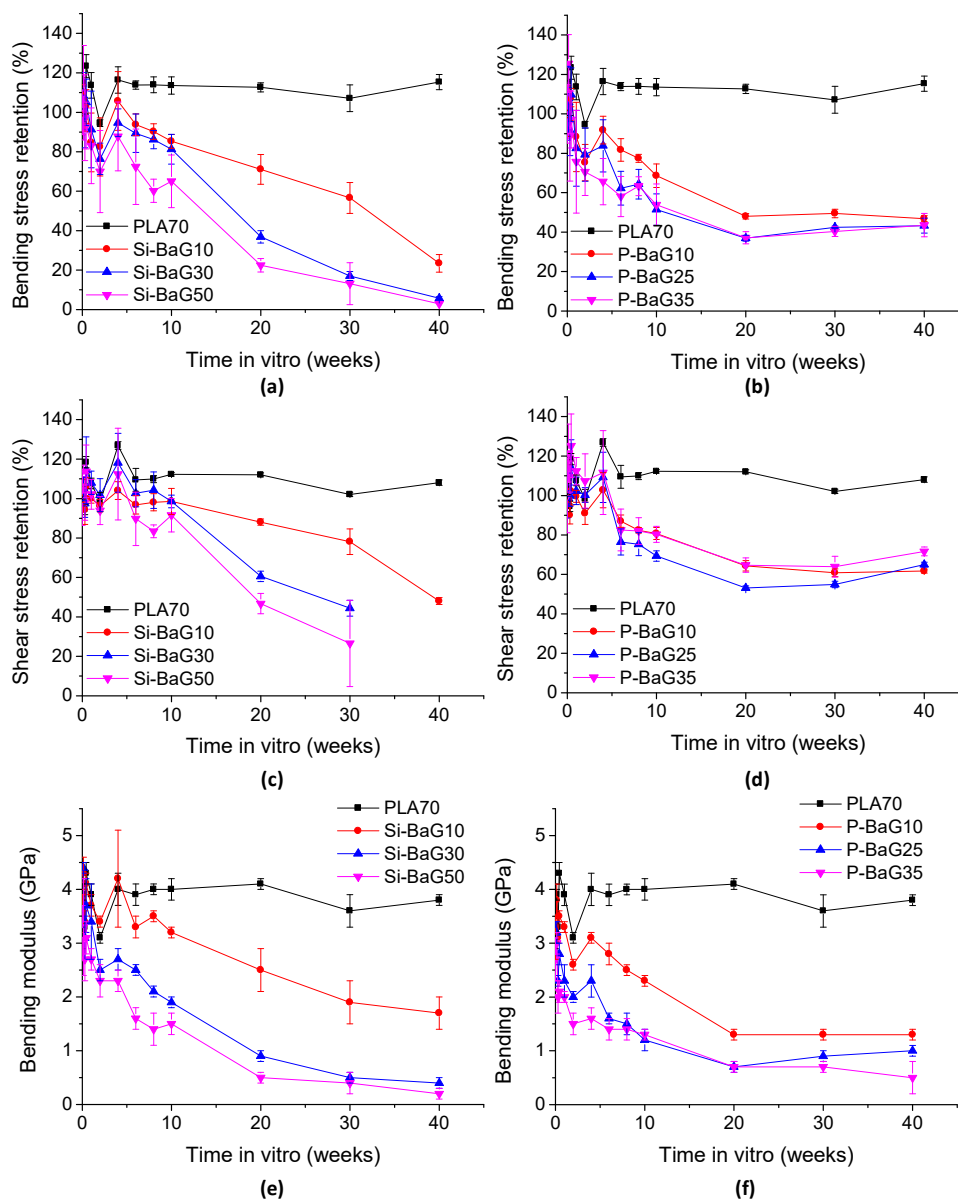 140
120
100
80
60
40
20
0
Bending stress retention (%)
PLA70
Si-BaG10
Si-BaG30
Si-BaG50
0 10 20 30 40
Time in vitro (weeks)
(a)
140
120
100
80
60
40
20
0
Bending stress retention (%)
PLA70
P-BaG10
P-BaG25
P-BaG35
0 10 20 30 40
Time in vitro (weeks)
(b)
140
120
100
80
60
40
20
0
Shear stress retention (%)
PLA70
Si-BaG10
Si-BaG30
Si-BaG50
0 10 20 30 40
Time in vitro (weeks)
(c)
140
120
100
80
60
40
20
0
Shear stress retention (%)
PLA70
P-BaG10
P-BaG25
P-BaG35
0 10 20 30 40
Time in vitro (weeks)
(d)
PLA70
Si-BaG10
Si-BaG30
Si-BaG50
5
4
3
2
1
0
Bending modulus (GPa)
0 10 20 30 40
Time in vitro (weeks)
(e)
PLA70
P-BaG10
P-BaG25
P-BaG35
5
4
3
2
1
0
Bending modulus (GPa)
0 10 20 30 40
Time in vitro (weeks)
(f)